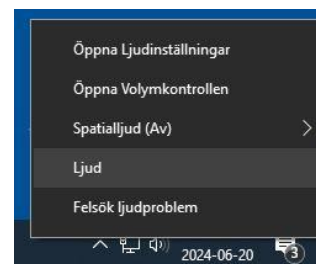 Öppna Ljudinställningar
Öppna Volymkontrollen
Spatialljud (Av)
Ljud
Felsök ljudproblem
2024-06-20
3